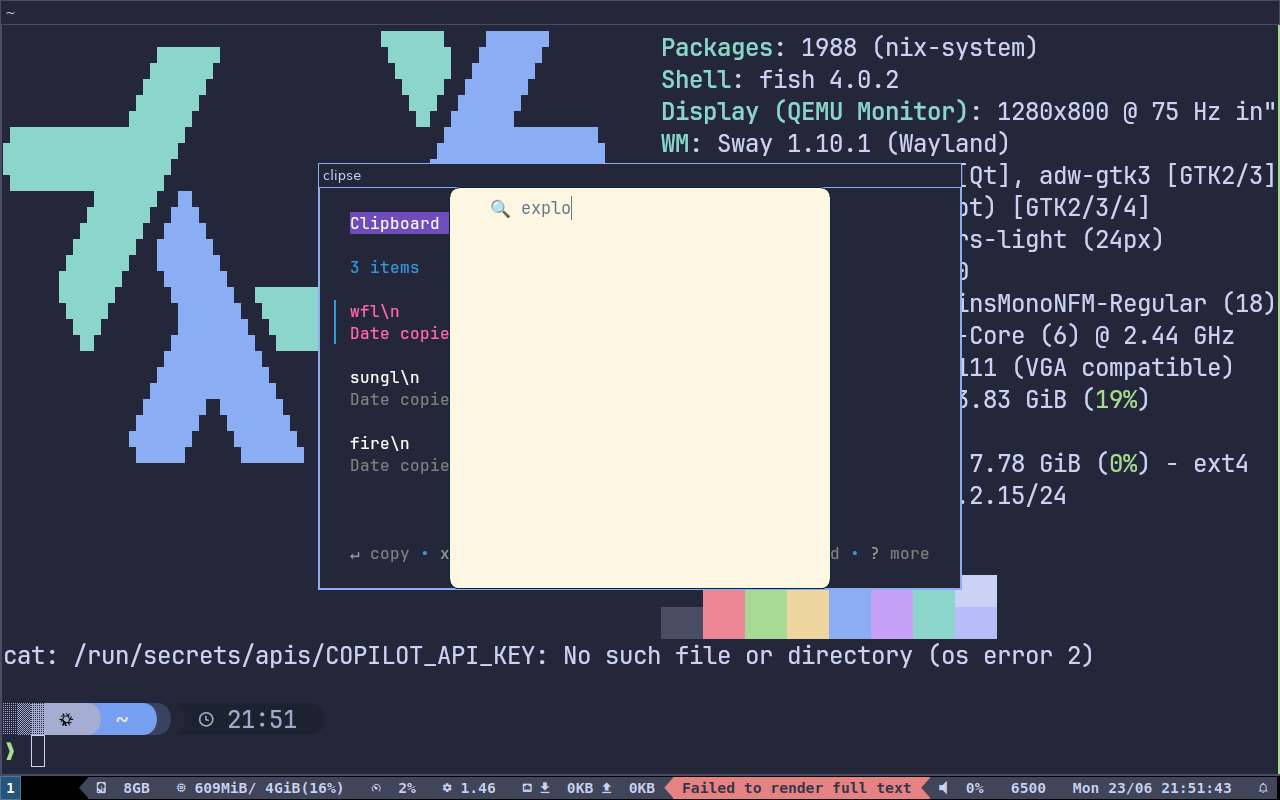 ~
Packages: 1988 (nix-system)
Shell: fish 4.0.2
Display (QEMU Monitor): 1280x800 @ 75 Hz in"
WM: Sway 1.10.1 (Wayland)
[Qt], adw-gtk3 [GTK2/3]
) [GTK2/3/4]
-light (24px)
0
insMonoNFM-Regular (18)
-Core (6) @ 2.44 GHz
111 (VGA compatible)
3.83 GiB (19%)
7.78 GiB (0%) - ext4
.2.15/24
clipse
Clipboard
3 items
wfl\n
Date copie
sungl\n
Date copie
fire\n
Date copie
↵ copy • x
d • ? more
🔍 explo
cat: /run/secrets/apis/COPILOT_API_KEY: No such file or directory (os error 2)
~ 21:51
❱
1 8GB 609MiB/ 4GiB(16%) 2% 1.46 0KB 0KB Failed to render full text 0% 6500 Mon 23/06 21:51:43